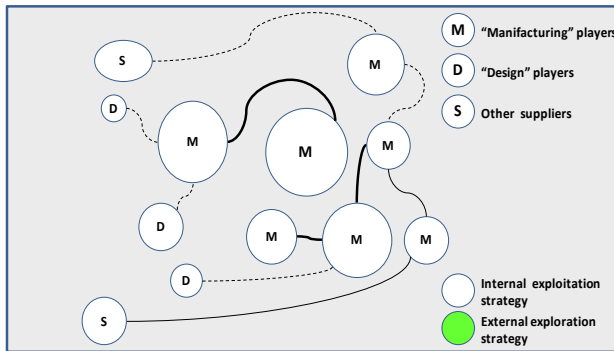 M
"Manifacturing" players
D
"Design" players
S
Other suppliers
S
M
D
M
M
M
D
M
M
M
D
S
Internal exploitation
strategy
External exploration
strategy